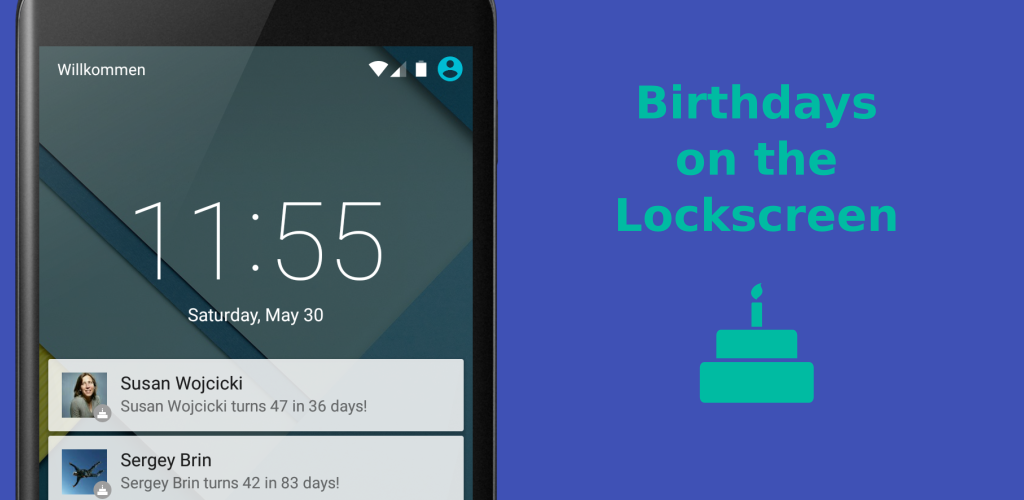 Willkommen
11:55
Saturday, May 30
Susan Wojcicki
Susan Wojcicki turns 47 in 36 days!
Sergey Brin
Sergey Brin turns 42 in 83 days!
Birthdays
on the
Lockscreen